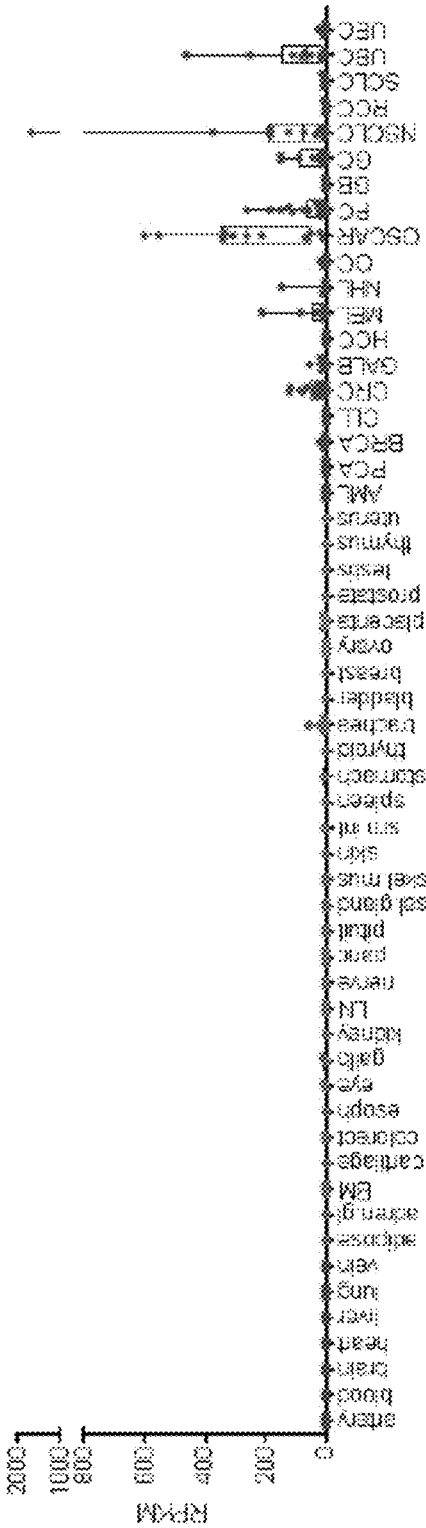 RPKM
2000
1000
800
600
400
200
0
artery
blood
brain
heart
liver
lung
vein
adipose
adren.gl
BM
cartilage
colorect
esoph
eye
gallb
kidney
LN
nerve
panc
pituit
sal gland
skel mus
skin
sm int
spleen
stomach
thyroid
trachea
bladder
breast
ovary
placenta
prostate
testis
thymus
uterus
AML
PCA
BRCA
CLL
CRC
GALB
HCC
MEL
NHL
OC
OSCAR
PC
GB
GC
NSCLC
RCC
SCLC
UBC
UEC